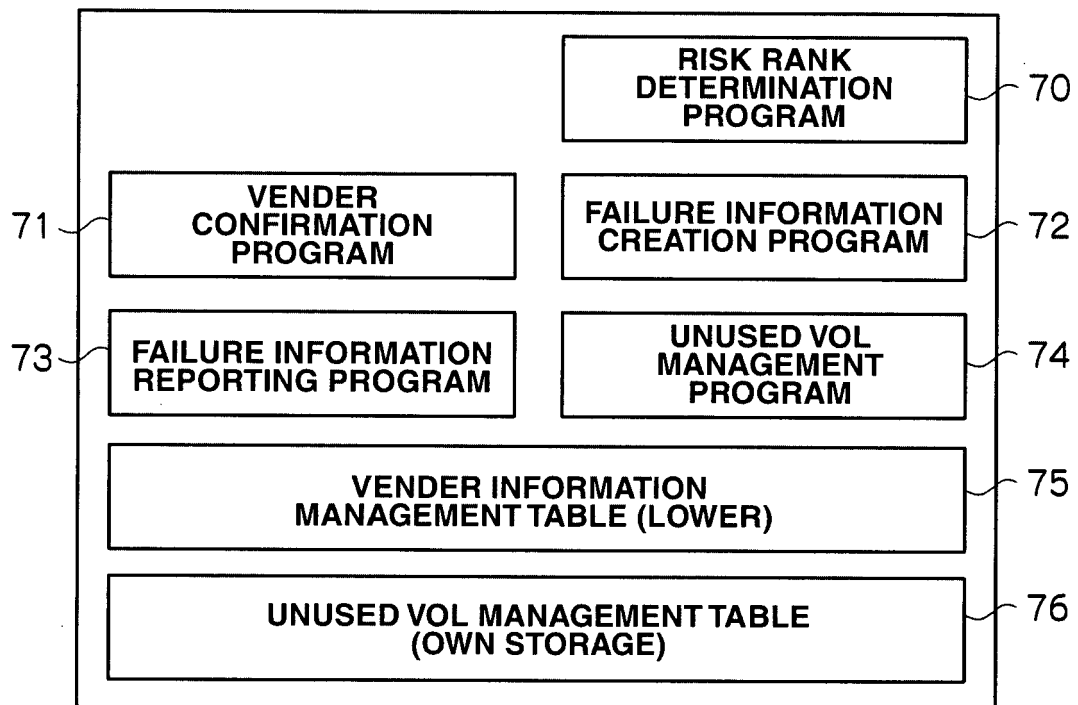 RISK RANK
DETERMINATION
PROGRAM
70
71
VENDER
CONFIRMATION
PROGRAM
FAILURE INFORMATION
CREATION PROGRAM
72
73
FAILURE INFORMATION
REPORTING PROGRAM
UNUSED VOL
MANAGEMENT
PROGRAM
74
VENDER INFORMATION
MANAGEMENT TABLE (LOWER)
75
UNUSED VOL MANAGEMENT TABLE
(OWN STORAGE)
76